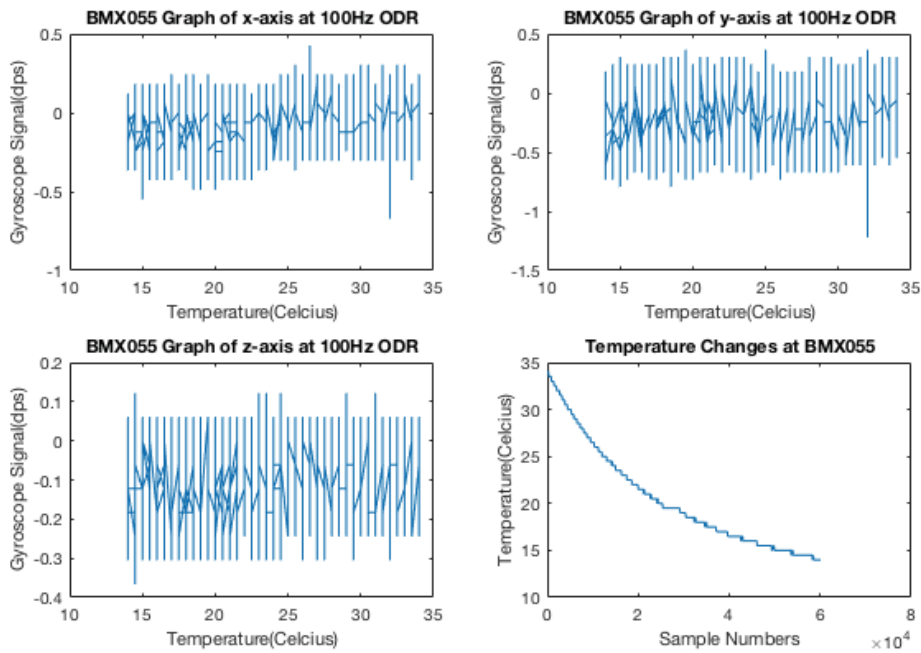 BMX055 Graph of x-axis at 100Hz ODR
0.5
0
-0.5
-1
Gyroscope Signal(dps)
10 15 20 25 30 35
Temperature(Celcius)
BMX055 Graph of y-axis at 100Hz ODR
0.5
0
-0.5
-1
-1.5
Gyroscope Signal(dps)
10 15 20 25 30 35
Temperature(Celcius)
BMX055 Graph of z-axis at 100Hz ODR
0.2
0.1
0
-0.1
-0.2
-0.3
-0.4
Gyroscope Signal(dps)
10 15 20 25 30 35
Temperature(Celcius)
Temperature Changes at BMX055
35
30
25
20
15
10
Temperature(Celcius)
0 2 4 6 8
×10⁴
Sample Numbers